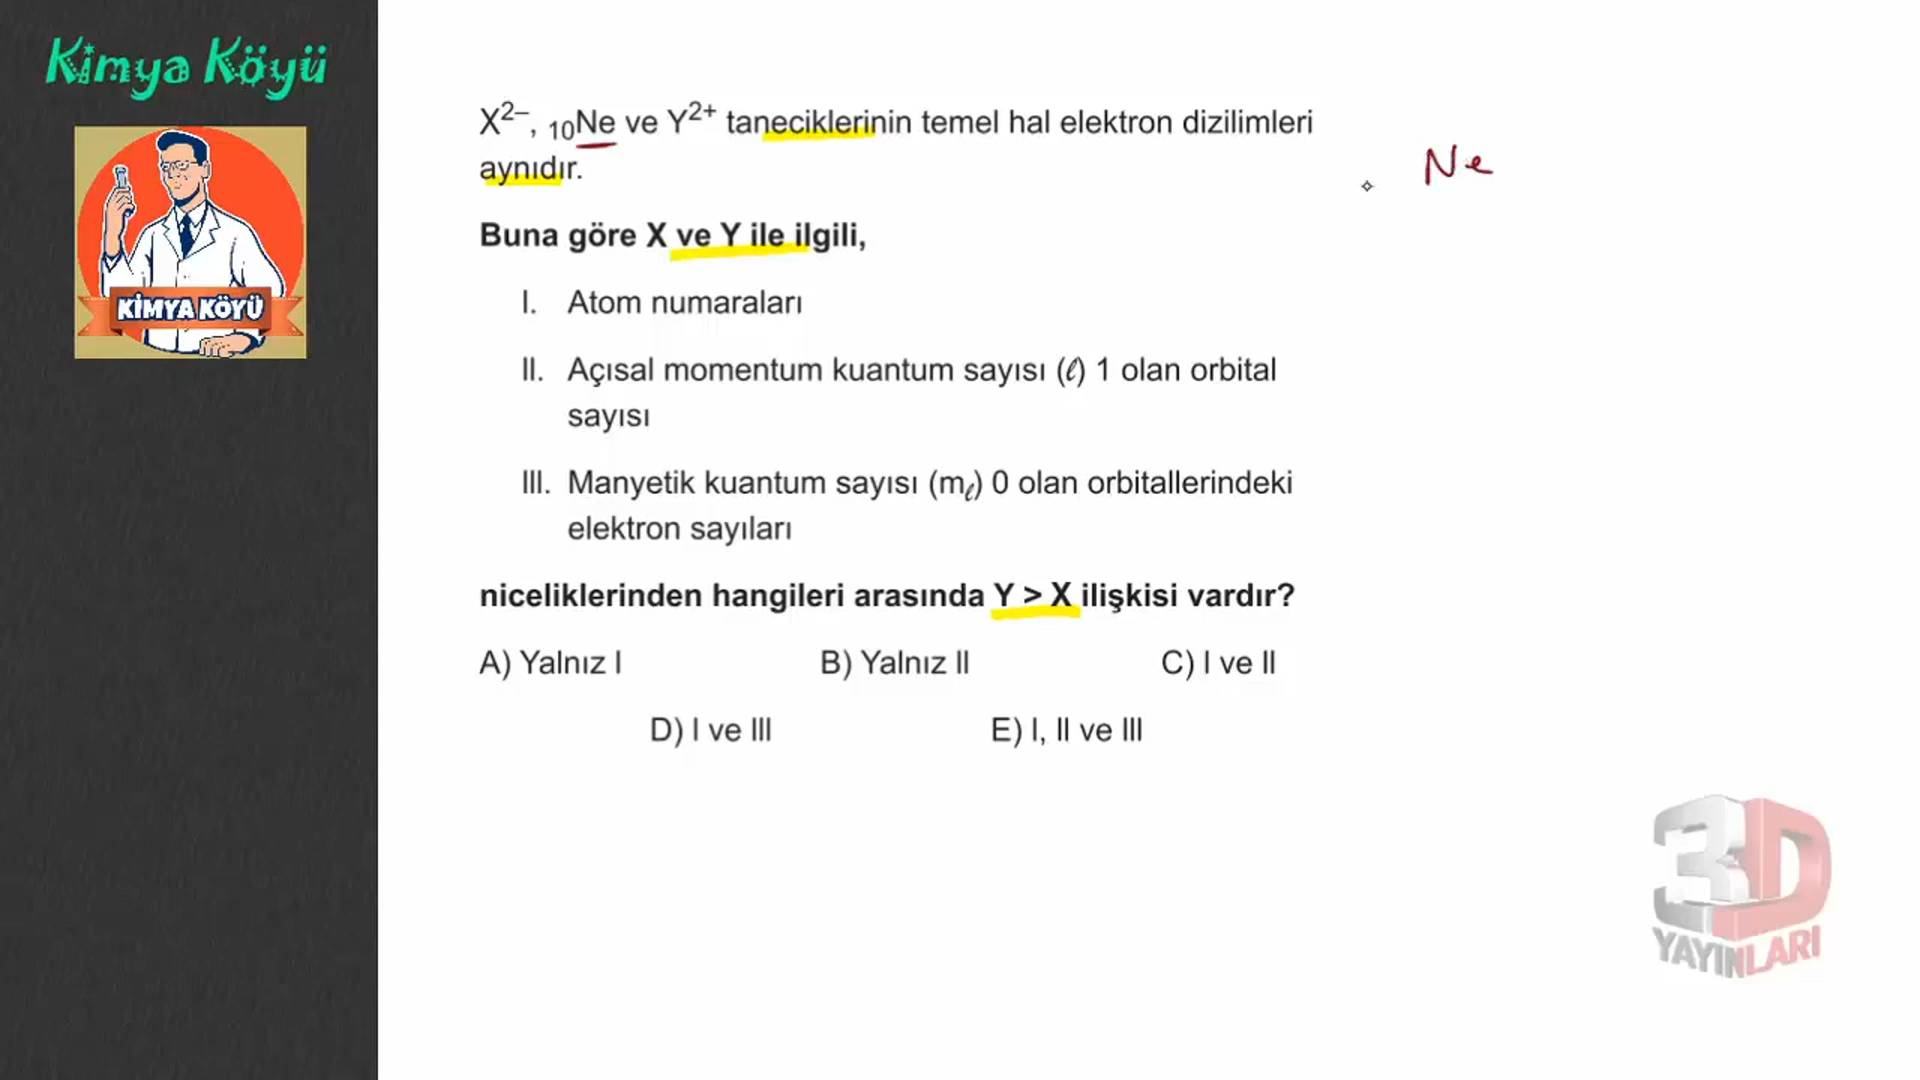 Kimya Köyü
KİMYA KÖYÜ
X²⁻, ₁₀Ne ve Y²⁺ taneciklerinin temel hal elektron dizilimleri
aynıdır.
Ne
Buna göre X ve Y ile ilgili,
I. Atom numaraları
II. Açısal momentum kuantum sayısı (ℓ) 1 olan orbital
sayısı
III. Manyetik kuantum sayısı (mℓ) 0 olan orbitallerindeki
elektron sayıları
niceliklerinden hangileri arasında Y > X ilişkisi vardır?
A) Yalnız I B) Yalnız II C) I ve II
D) I ve III E) I, II ve III
3D
YAYINLARI